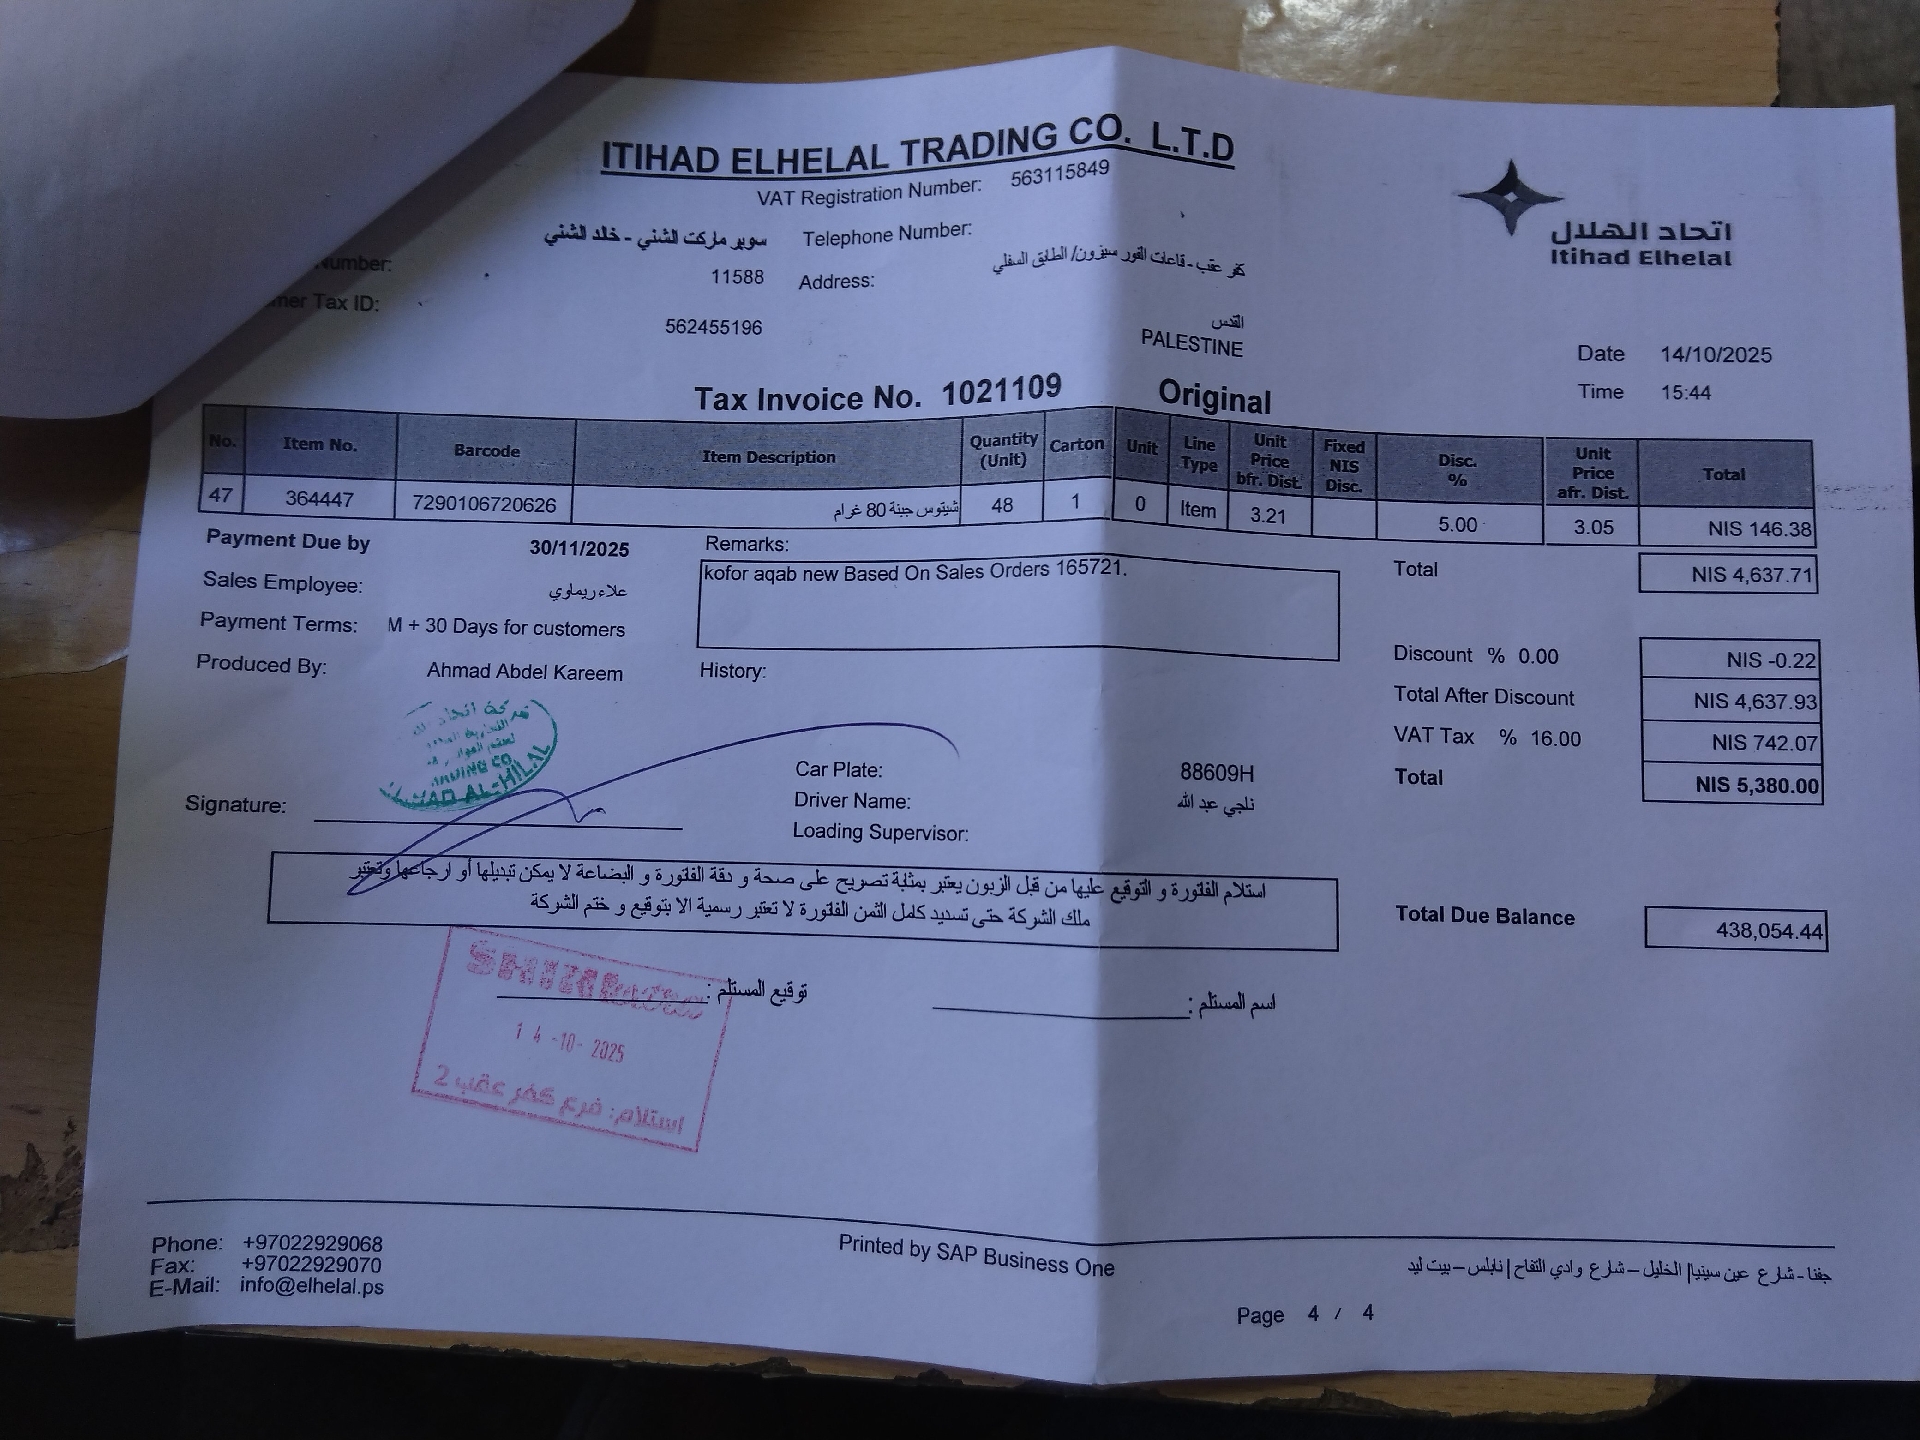 ITIHAD ELHELAL TRADING CO. L.T.D
VAT Registration Number: 563115849
اتحاد الهلال
Itihad Elhelal
سوبر ماركت الشني - خالد الشني
Telephone Number:
Number: 11588
Address: كفر عقب - قاعات الفور سيزون/ الطابق السفلي
Tax ID: 562455196
القدس
PALESTINE
Date 14/10/2025
Time 15:44
Tax Invoice No. 1021109 Original
No. Item No. Barcode Item Description Quantity (Unit) Carton Unit Line Type Unit Price bfr. Dist. Fixed NIS Disc. Disc. % Unit Price afr. Dist. Total
47 364447 7290106720626 شيتوس جبنة 80 غرام 48 1 0 Item 3.21 5.00 3.05 NIS 146.38
Payment Due by 30/11/2025
Remarks:
kofor aqab new Based On Sales Orders 165721.
Total NIS 4,637.71
Sales Employee: علاء ريماوي
Payment Terms: M + 30 Days for customers
Discount % 0.00 NIS -0.22
Produced By: Ahmad Abdel Kareem
History:
Total After Discount NIS 4,637.93
VAT Tax % 16.00 NIS 742.07
Total NIS 5,380.00
Car Plate: 88609H
Driver Name: ناجي عبد الله
Loading Supervisor:
Signature:
استلام الفاتورة و التوقيع عليها من قبل الزبون يعتبر بمثابة تصريح على صحة و دقة الفاتورة و البضاعة لا يمكن تبديلها أو ارجاعها وتعتبر
ملك الشركة حتى تسديد كامل الثمن الفاتورة لا تعتبر رسمية الا بتوقيع و ختم الشركة
Total Due Balance 438,054.44
اسم المستلم :
توقيع المستلم :
14 -10- 2025
استلام: فرع كفر عقب 2
Phone: +97022929068
Fax: +97022929070
E-Mail: info@elhelal.ps
Printed by SAP Business One
جفنا - شارع عين سينيا| الخليل – شارع وادي التفاح | نابلس – بيت ليد
Page 4 / 4